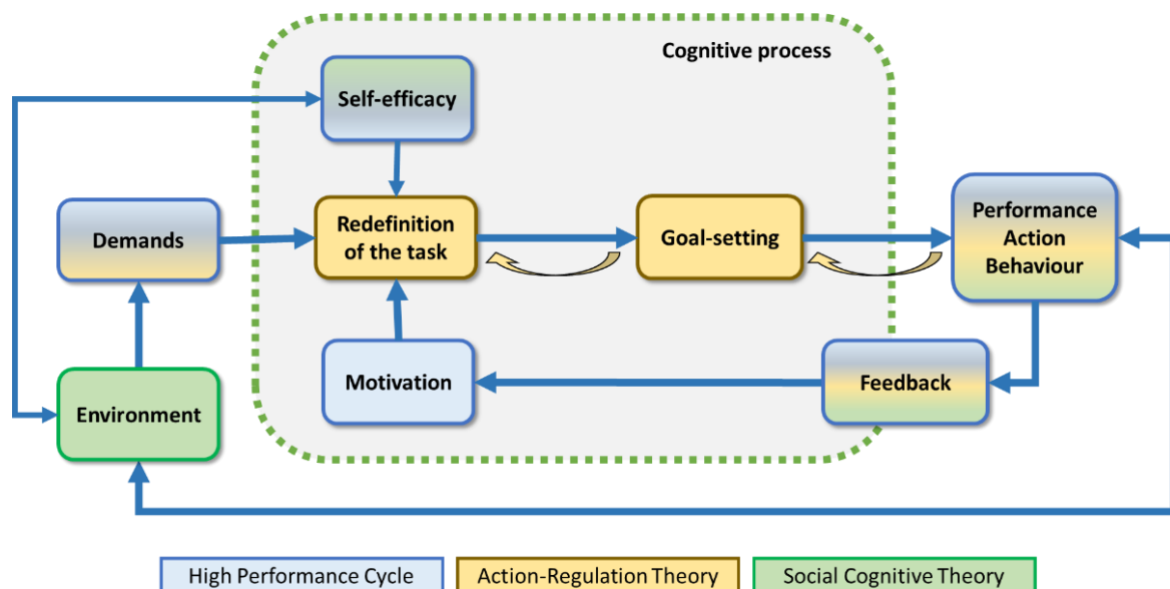 Cognitive process
Self-efficacy
Demands
Redefinition
of the task
Goal-setting
Performance
Action
Behaviour
Environment
Motivation
Feedback
High Performance Cycle
Action-Regulation Theory
Social Cognitive Theory